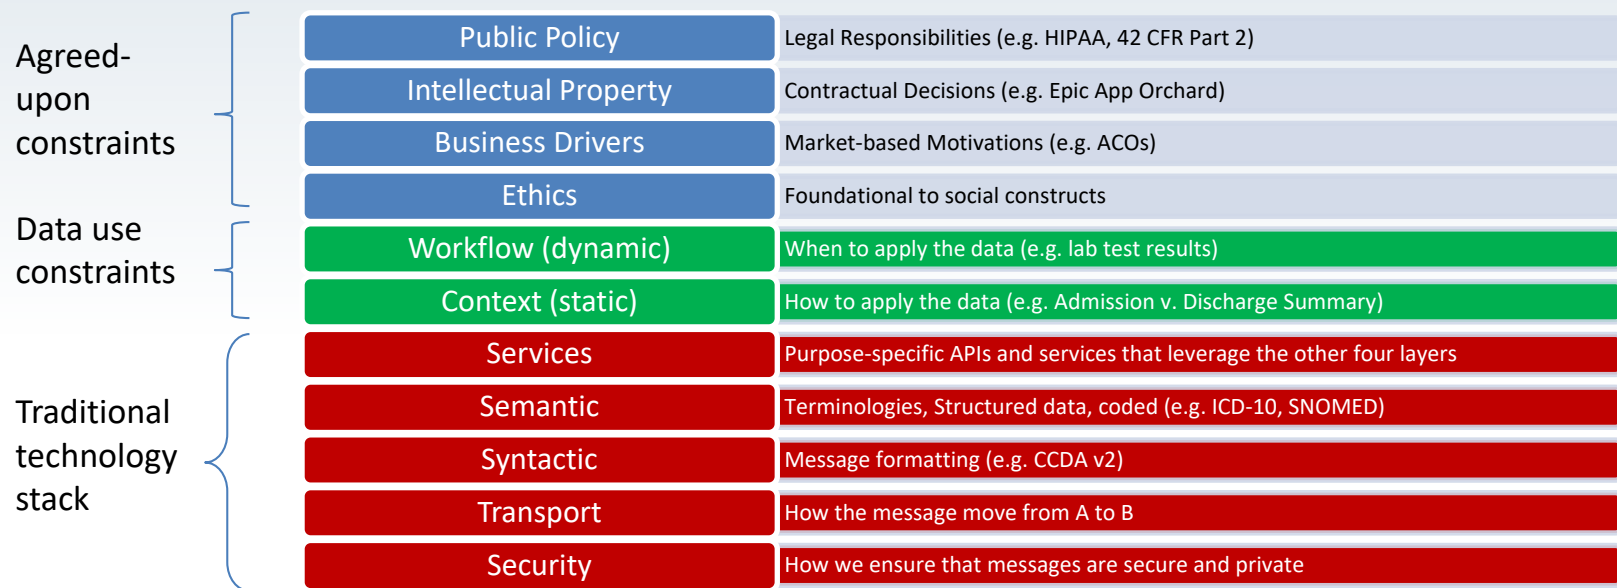 Agreed-
upon
constraints
Public Policy
Legal Responsibilities (e.g. HIPAA, 42 CFR Part 2)
Intellectual Property
Contractual Decisions (e.g. Epic App Orchard)
Business Drivers
Market-based Motivations (e.g. ACOs)
Ethics
Foundational to social constructs
Data use
constraints
Workflow (dynamic)
When to apply the data (e.g. lab test results)
Context (static)
How to apply the data (e.g. Admission v. Discharge Summary)
Traditional
technology
stack
Services
Purpose-specific APIs and services that leverage the other four layers
Semantic
Terminologies, Structured data, coded (e.g. ICD-10, SNOMED)
Syntactic
Message formatting (e.g. CCDA v2)
Transport
How the message move from A to B
Security
How we ensure that messages are secure and private